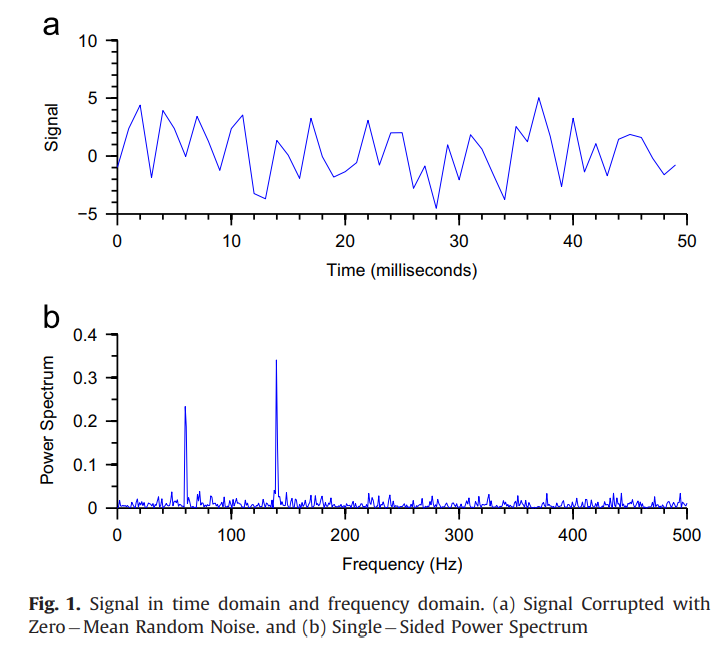 a
10
5
0
−5
Signal
0 10 20 30 40 50
Time (milliseconds)
b
0.4
0.3
0.2
0.1
0
Power Spectrum
0 100 200 300 400 500
Frequency (Hz)
Fig. 1. Signal in time domain and frequency domain. (a) Signal Corrupted with
Zero−Mean Random Noise. and (b) Single−Sided Power Spectrum